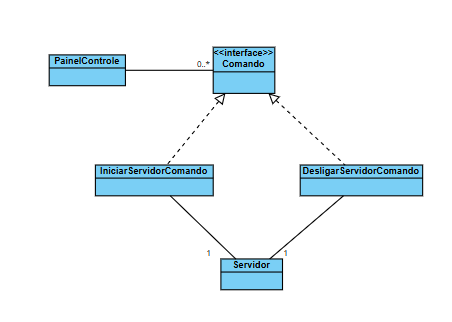 <<interface>>
Comando
PainelControle
0..*
IniciarServidorComando
DesligarServidorComando
1
1
Servidor